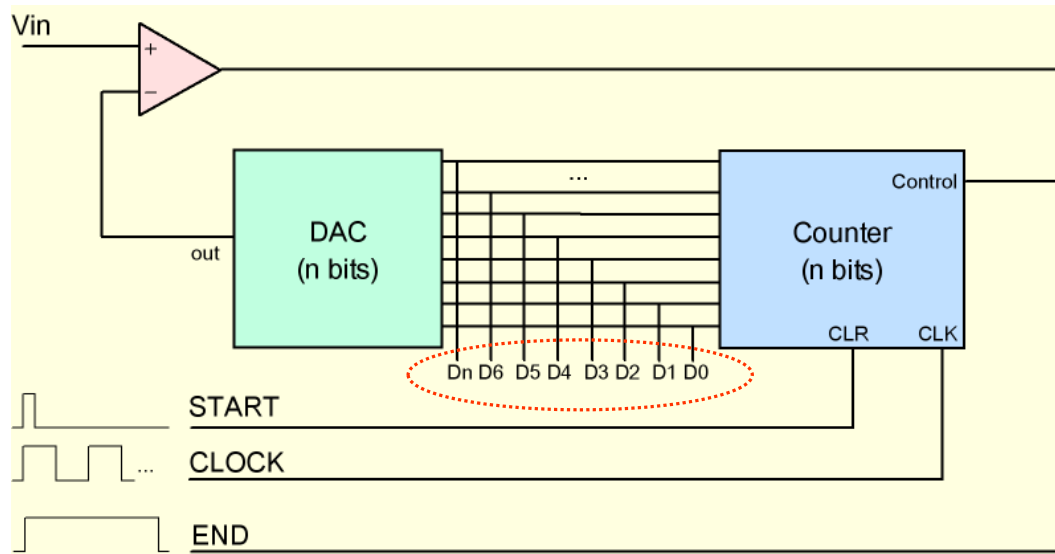 Vin
+
−
...
Control
DAC
(n bits)
out
Counter
(n bits)
CLR CLK
Dn D6 D5 D4 D3 D2 D1 D0
START
... CLOCK
END